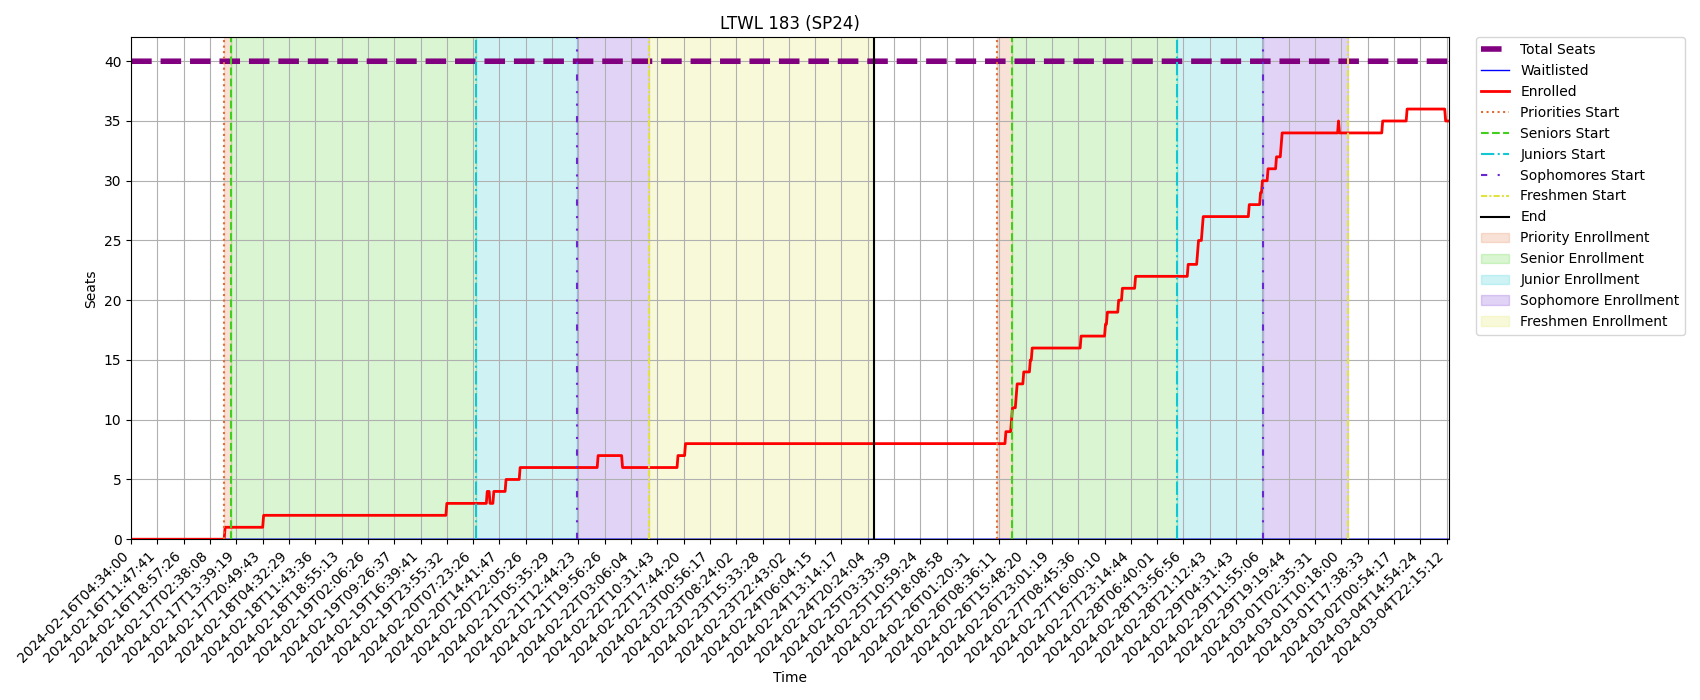 LTWL 183 (SP24)
Seats
40
35
30
25
20
15
10
5
0
2024-02-16T04:34:00
2024-02-16T11:47:41
2024-02-16T18:57:26
2024-02-17T02:38:08
2024-02-17T13:39:19
2024-02-17T20:49:43
2024-02-18T04:32:29
2024-02-18T11:43:36
2024-02-18T18:55:13
2024-02-19T02:06:26
2024-02-19T09:26:37
2024-02-19T16:39:41
2024-02-19T23:55:32
2024-02-20T07:23:26
2024-02-20T14:41:47
2024-02-20T22:05:26
2024-02-21T05:35:29
2024-02-21T12:44:23
2024-02-21T19:56:26
2024-02-22T03:06:04
2024-02-22T10:31:43
2024-02-22T17:44:20
2024-02-23T00:56:17
2024-02-23T08:24:02
2024-02-23T15:33:28
2024-02-23T22:43:02
2024-02-24T06:04:15
2024-02-24T13:14:17
2024-02-24T20:24:04
2024-02-25T03:33:39
2024-02-25T10:59:24
2024-02-25T18:08:58
2024-02-26T01:20:31
2024-02-26T08:36:11
2024-02-26T15:48:20
2024-02-26T23:01:19
2024-02-27T08:45:36
2024-02-27T16:00:10
2024-02-27T23:14:44
2024-02-28T06:40:01
2024-02-28T13:56:56
2024-02-28T21:12:43
2024-02-29T04:31:43
2024-02-29T11:55:06
2024-02-29T19:19:44
2024-03-01T02:35:31
2024-03-01T10:18:00
2024-03-01T17:38:33
2024-03-02T00:54:17
2024-03-04T14:54:24
2024-03-04T22:15:12
Time
Total Seats
Waitlisted
Enrolled
Priorities Start
Seniors Start
Juniors Start
Sophomores Start
Freshmen Start
End
Priority Enrollment
Senior Enrollment
Junior Enrollment
Sophomore Enrollment
Freshmen Enrollment